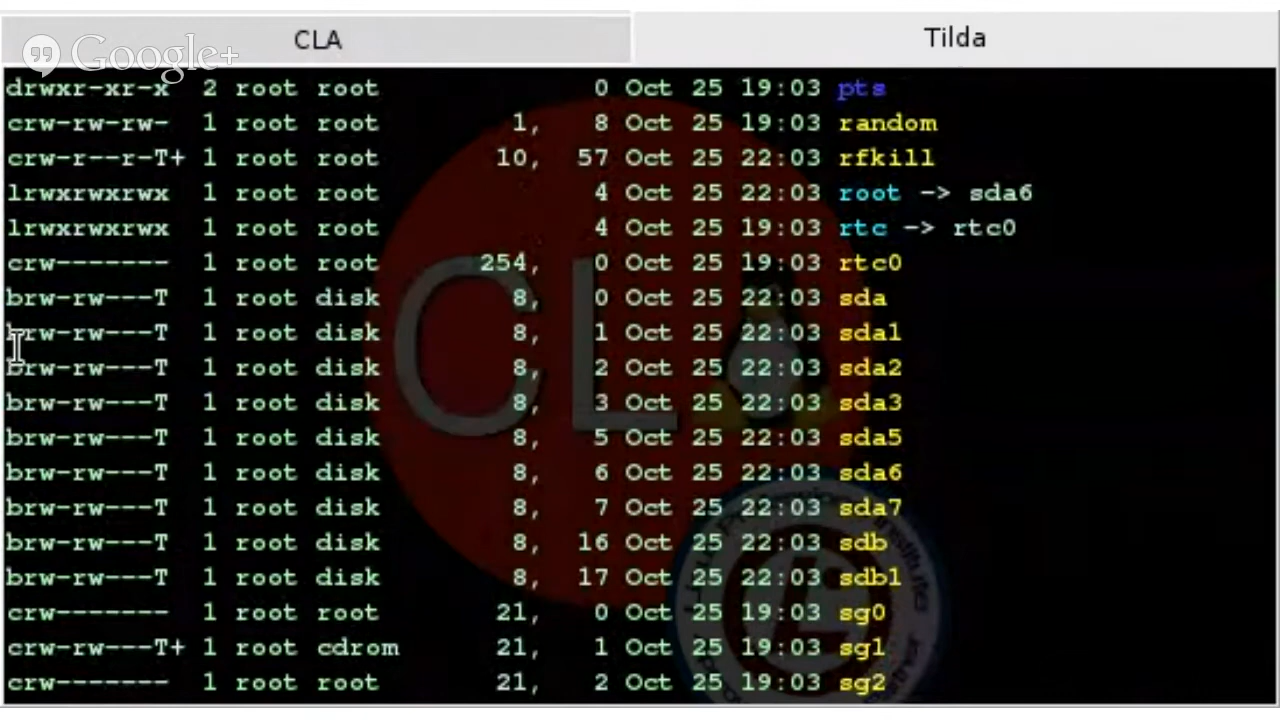 Google+
CLA Tilda
drwxr-xr-x 2 root root 0 Oct 25 19:03 pts
crw-rw-rw- 1 root root 1, 8 Oct 25 19:03 random
crw-r--r-T+ 1 root root 10, 57 Oct 25 22:03 rfkill
lrwxrwxrwx 1 root root 4 Oct 25 22:03 root -> sda6
lrwxrwxrwx 1 root root 4 Oct 25 19:03 rtc -> rtc0
crw------- 1 root root 254, 0 Oct 25 19:03 rtc0
brw-rw---T 1 root disk 8, 0 Oct 25 22:03 sda
brw-rw---T 1 root disk 8, 1 Oct 25 22:03 sda1
brw-rw---T 1 root disk 8, 2 Oct 25 22:03 sda2
brw-rw---T 1 root disk 8, 3 Oct 25 22:03 sda3
brw-rw---T 1 root disk 8, 5 Oct 25 22:03 sda5
brw-rw---T 1 root disk 8, 6 Oct 25 22:03 sda6
brw-rw---T 1 root disk 8, 7 Oct 25 22:03 sda7
brw-rw---T 1 root disk 8, 16 Oct 25 22:03 sdb
brw-rw---T 1 root disk 8, 17 Oct 25 22:03 sdb1
crw------- 1 root root 21, 0 Oct 25 19:03 sg0
crw-rw---T+ 1 root cdrom 21, 1 Oct 25 19:03 sg1
crw------- 1 root root 21, 2 Oct 25 19:03 sg2
CL